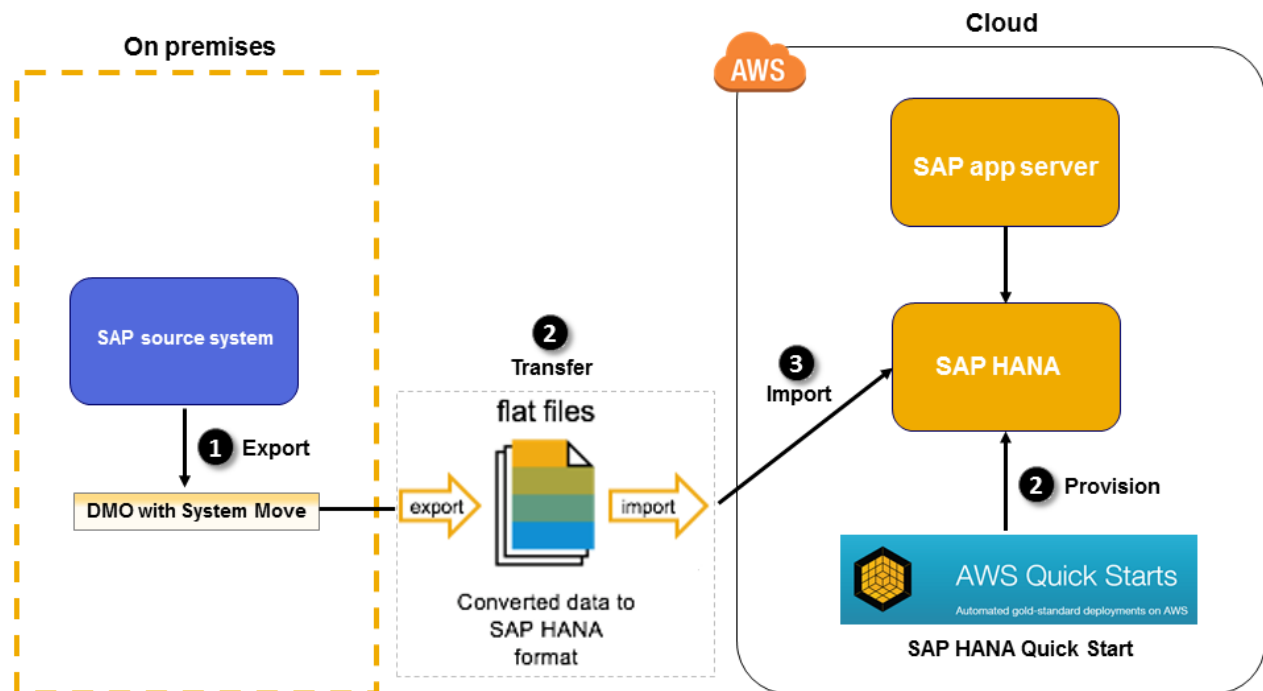 On premises
SAP source system
1 Export
DMO with System Move
2
Transfer
flat files
export
import
Converted data to
SAP HANA
format
Cloud
AWS
SAP app server
SAP HANA
3
Import
2 Provision
AWS Quick Starts
Automated gold-standard deployments on AWS
SAP HANA Quick Start